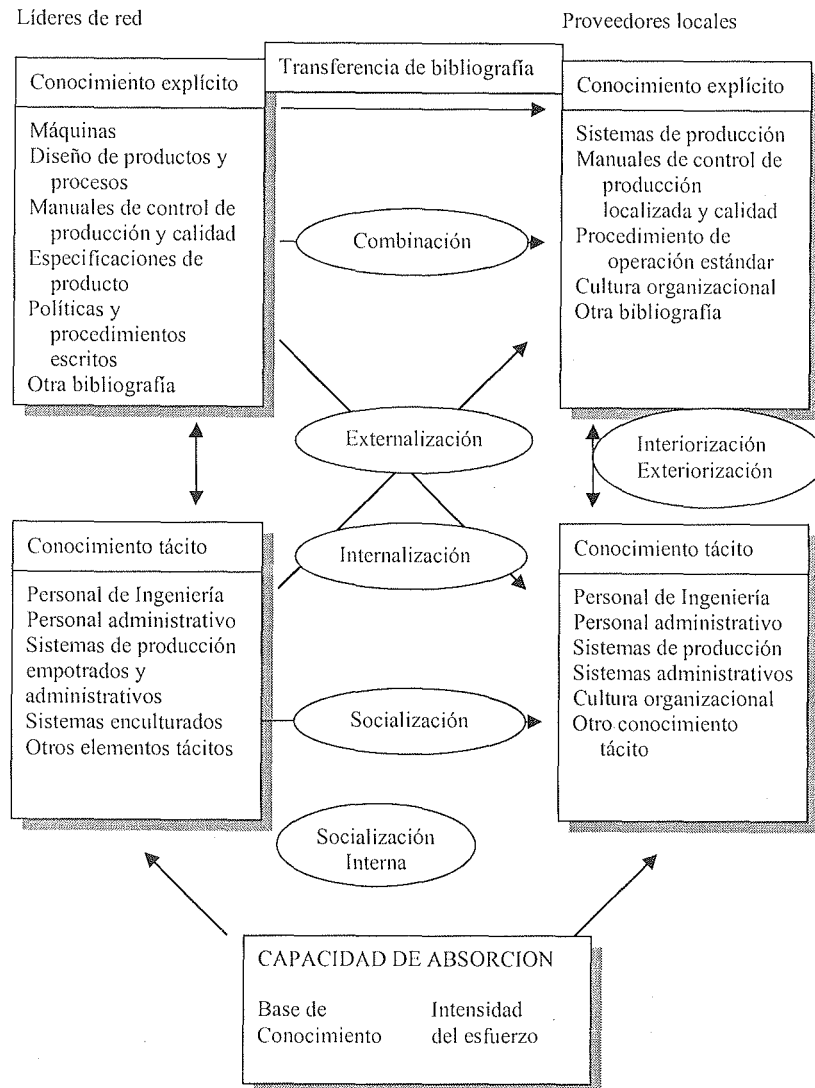 Líderes de red
Proveedores locales
Transferencia de bibliografía
Conocimiento explícito
Máquinas
Diseño de productos y
procesos
Manuales de control de
producción y calidad
Especificaciones de
producto
Políticas y
procedimientos
escritos
Otra bibliografía
Conocimiento explícito
Sistemas de producción
Manuales de control de
producción
localizada y calidad
Procedimiento de
operación estándar
Cultura organizacional
Otra bibliografía
Combinación
Externalización
Interiorización
Exteriorización
Internalización
Conocimiento tácito
Personal de Ingeniería
Personal administrativo
Sistemas de producción
empotrados y
administrativos
Sistemas enculturados
Otros elementos tácitos
Conocimiento tácito
Personal de Ingeniería
Personal administrativo
Sistemas de producción
Sistemas administrativos
Cultura organizacional
Otro conocimiento
tácito
Socialización
Socialización
Interna
CAPACIDAD DE ABSORCION
Base de
Conocimiento
Intensidad
del esfuerzo